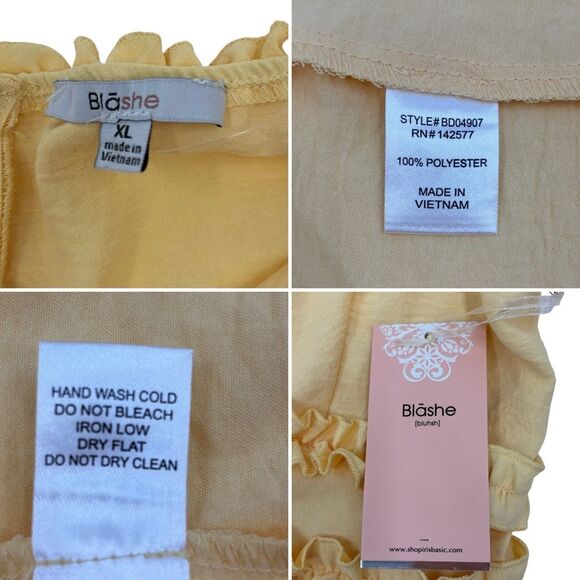 Blāshe
XL
made in
Vietnam
STYLE# BD04907
RN# 142577
100% POLYESTER
MADE IN
VIETNAM
HAND WASH COLD
DO NOT BLEACH
IRON LOW
DRY FLAT
DO NOT DRY CLEAN
Blāshe
[bluhsh]
www.shopirisbasic.com